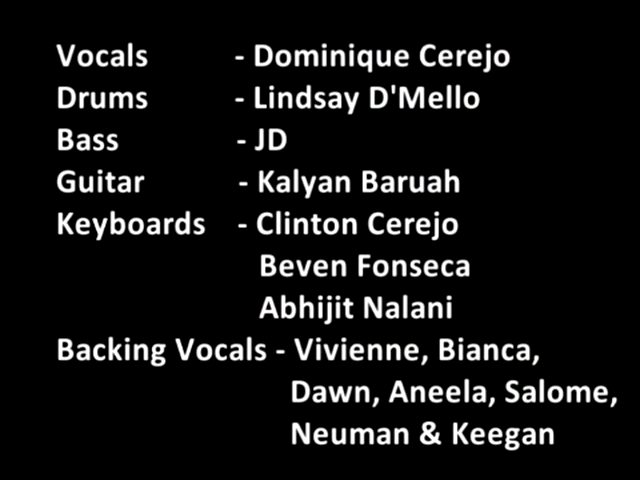 Vocals - Dominique Cerejo
Drums - Lindsay D'Mello
Bass - JD
Guitar - Kalyan Baruah
Keyboards - Clinton Cerejo
Beven Fonseca
Abhijit Nalani
Backing Vocals - Vivienne, Bianca,
Dawn, Aneela, Salome,
Neuman & Keegan